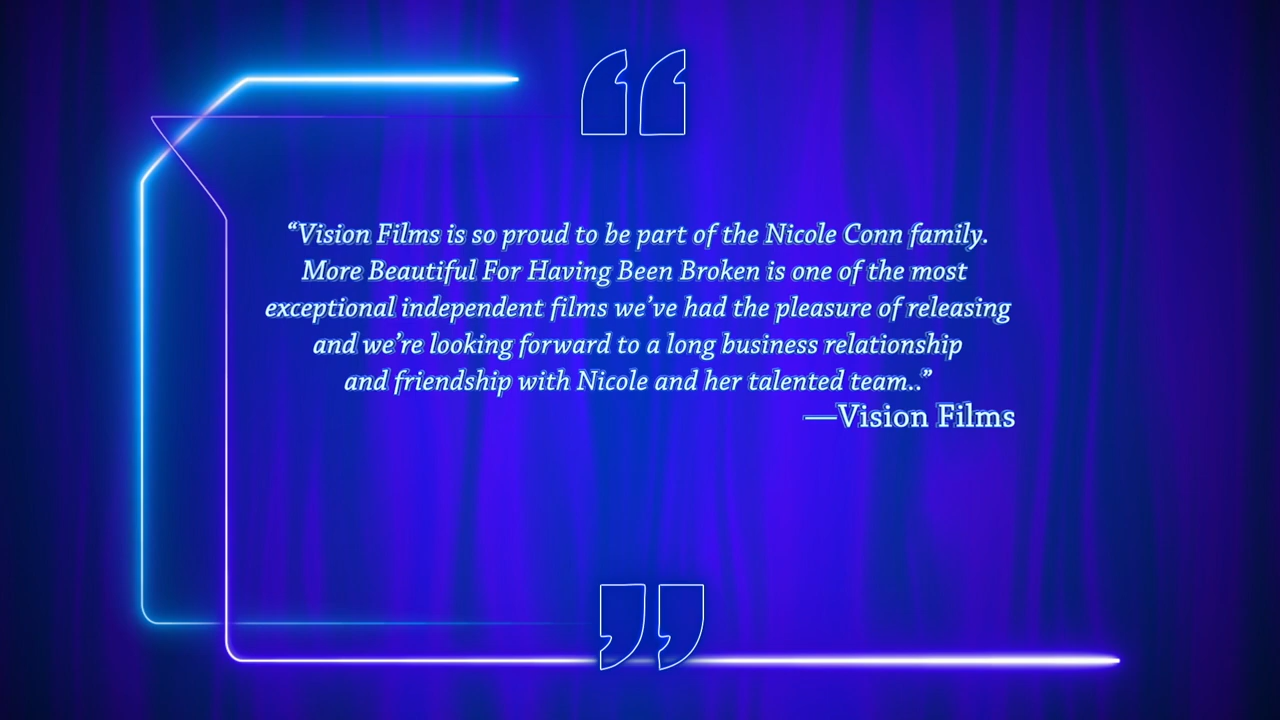 “Vision Films is so proud to be part of the Nicole Conn family.
More Beautiful For Having Been Broken is one of the most
exceptional independent films we’ve had the pleasure of releasing
and we’re looking forward to a long business relationship
and friendship with Nicole and her talented team..”
—Vision Films